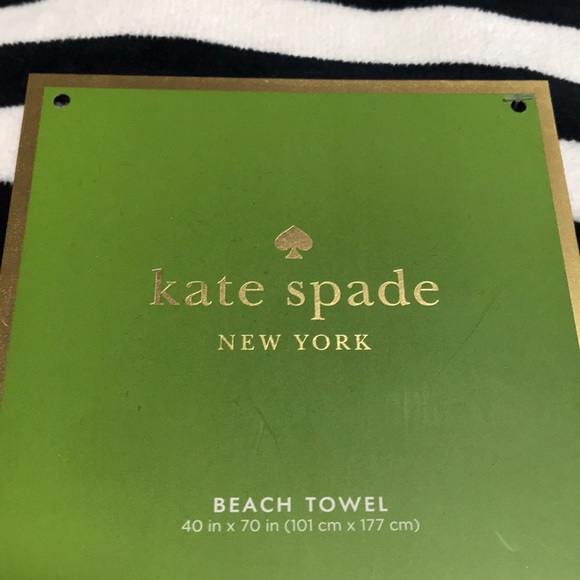 kate spade
NEW YORK
BEACH TOWEL
40 in x 70 in (101 cm x 177 cm)